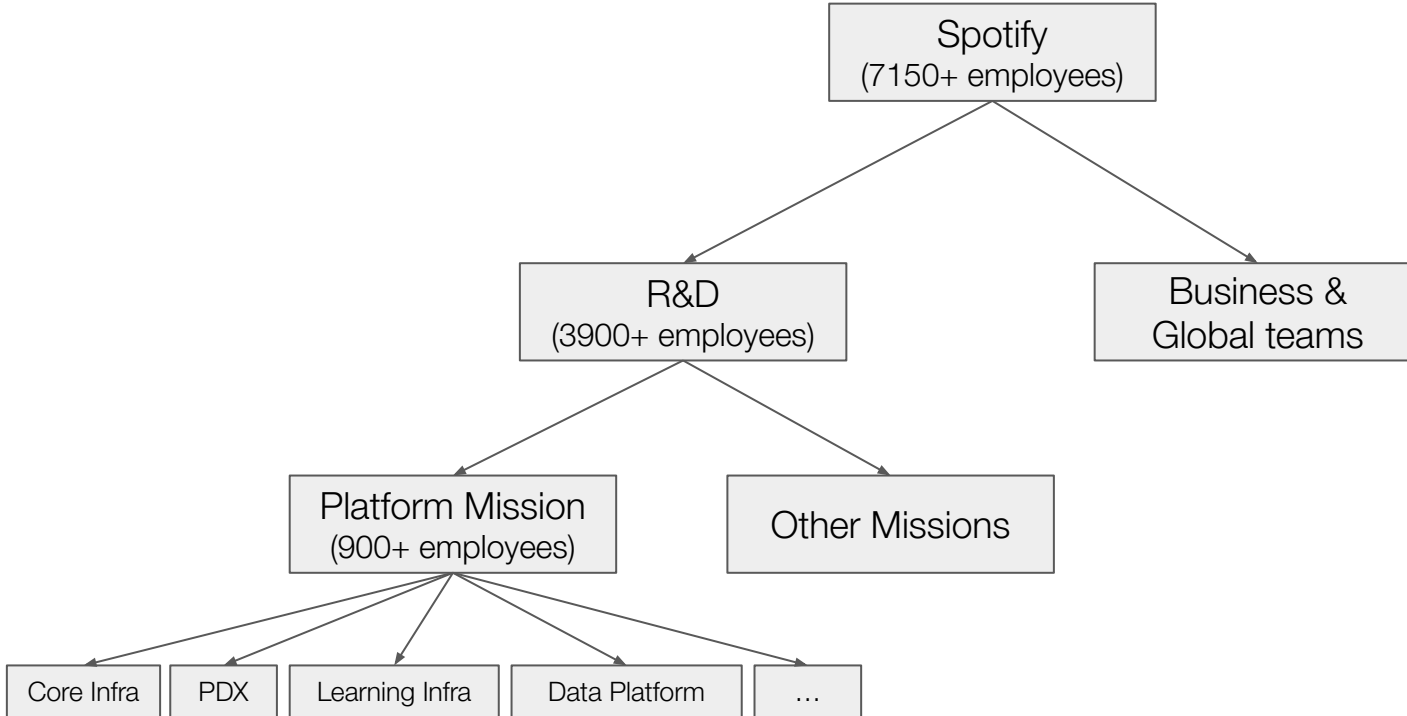 Spotify
(7150+ employees)
R&D
(3900+ employees)
Business &
Global teams
Platform Mission
(900+ employees)
Other Missions
Core Infra
PDX
Learning Infra
Data Platform
…